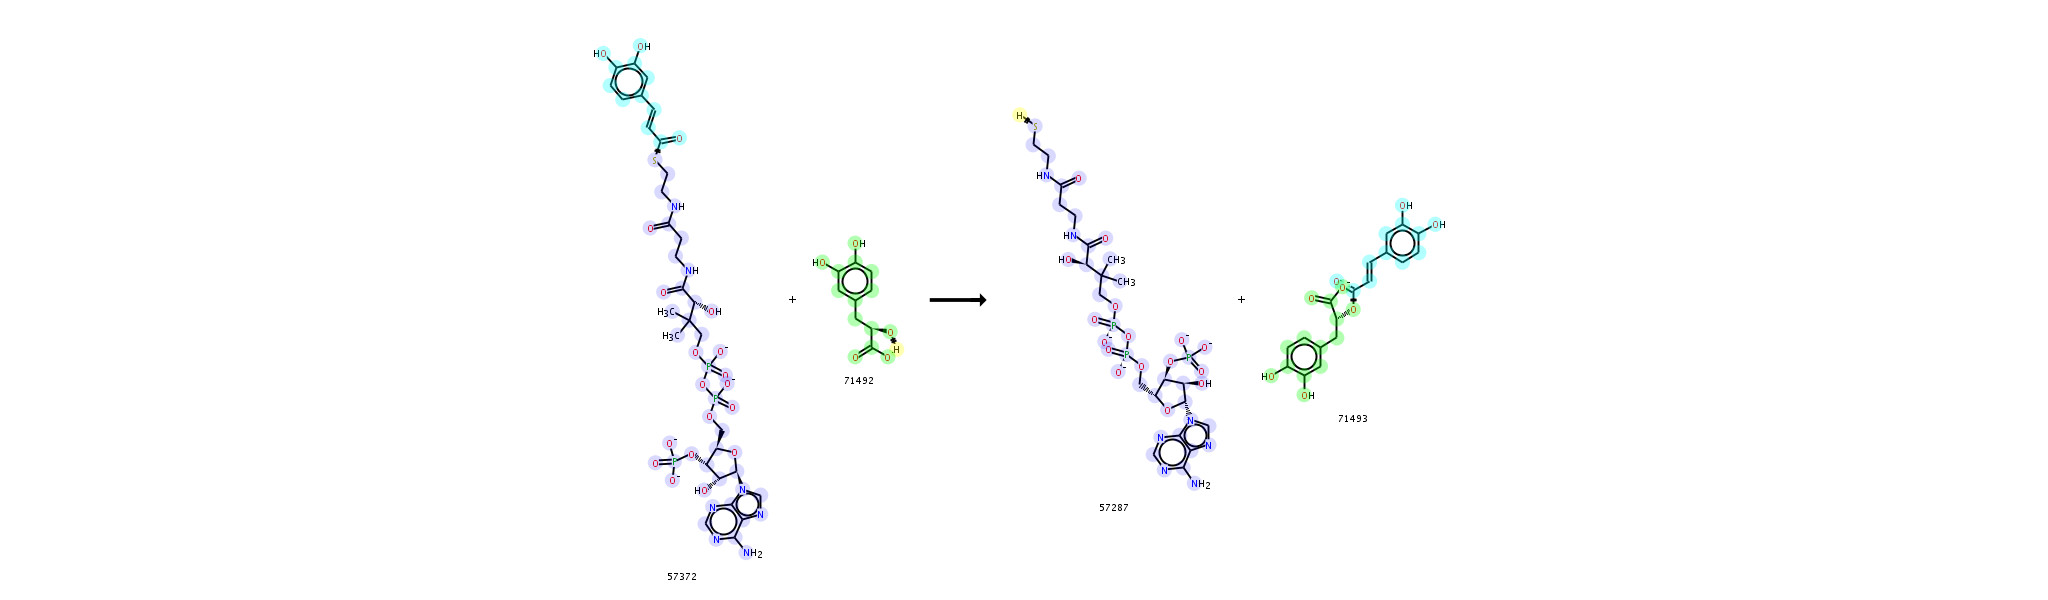 HO OH
O
S
NH
O
NH
O
OH
H3C
H3C
O O-
P O
O O-
P O
O
O-
O P O O
O-
HO
N
N N
N
NH2
57372
+
OH
HO
O
H
O O-
71492
H
S
HN O
HN O
HO CH3
CH3
O
O P O
O-
O P O
O-
O- O-
O P
O
OH
O
N
N N
N
NH2
57287
+
OH
OH
O O-
O O
HO
OH
71493